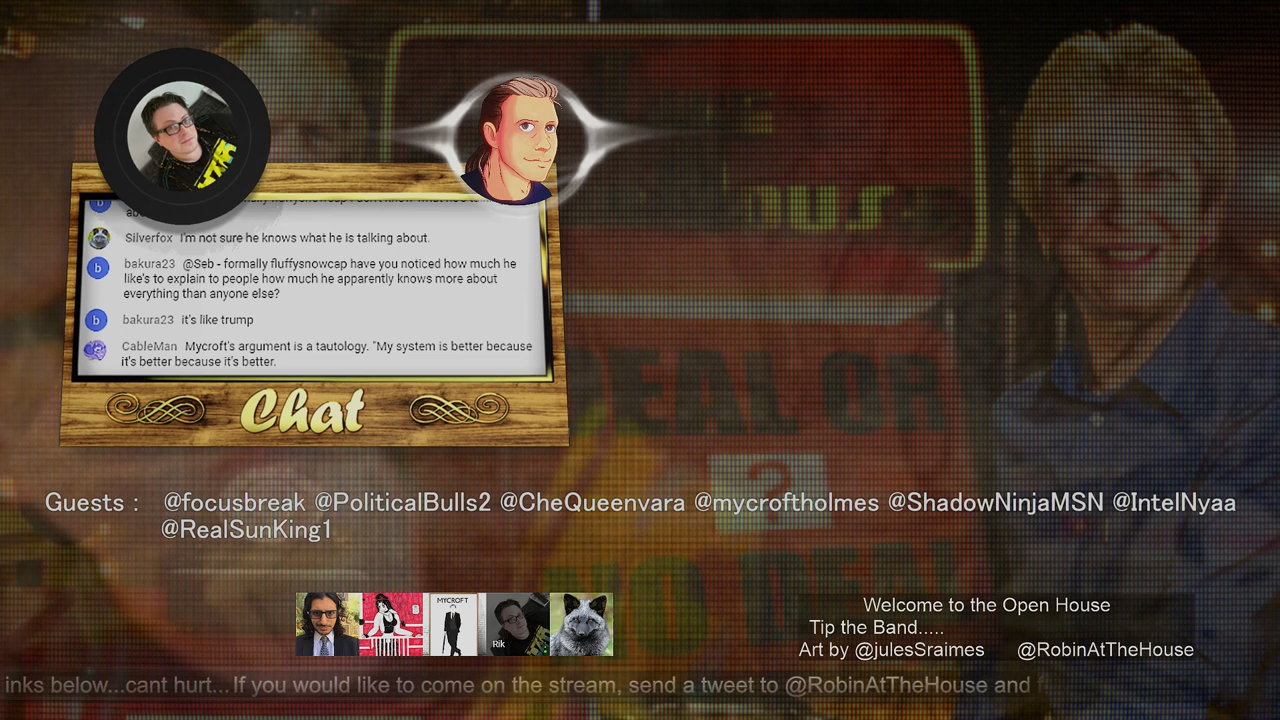 Silverfox I'm not sure he knows what he is talking about.
b bakura23 @Seb - formally fluffysnowcap have you noticed how much he
like's to explain to people how much he apparently knows more about
everything than anyone else?
b bakura23 it's like trump
CableMan Mycroft's argument is a tautology. "My system is better because
it's better because it's better.
Chat
DEAL OR
?
NO DEAL
Guests : @focusbreak @PoliticalBulls2 @CheQueenvara @mycroftholmes @ShadowNinjaMSN @IntelNyaa
@RealSunKing1
MYCROFT
Rik
Welcome to the Open House
Tip the Band.....
Art by @julesSraimes @RobinAtTheHouse
inks below...cant hurt... If you would like to come on the stream, send a tweet to @RobinAtTheHouse and f